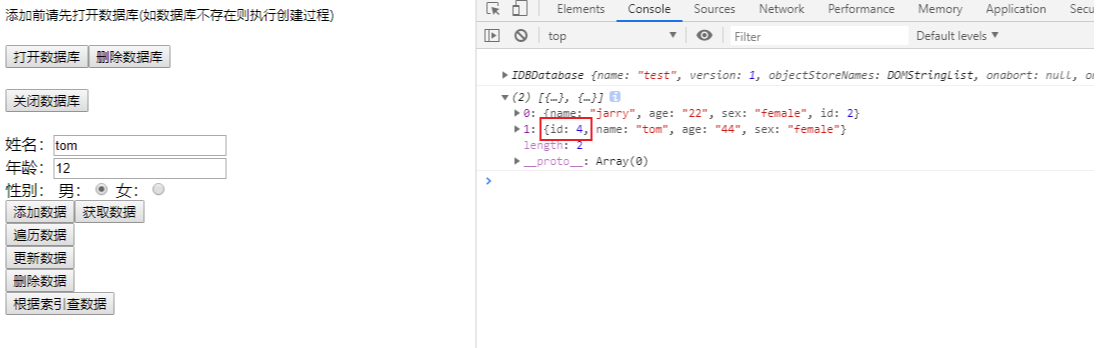 添加前请先打开数据库(如数据库不存在则执行创建过程)
打开数据库 删除数据库
关闭数据库
姓名：tom
年龄：12
性别： 男： 女：
添加数据 获取数据
遍历数据
更新数据
删除数据
根据索引查数据
Elements Console Sources Network Performance Memory Application Secu
top Filter Default levels ▼
IDBDatabase {name: "test", version: 1, objectStoreNames: DOMStringList, onabort: null, on
(2) [{…}, {…}]
0: {name: "jarry", age: "22", sex: "female", id: 2}
1: {id: 4, name: "tom", age: "44", sex: "female"}
length: 2
__proto__: Array(0)